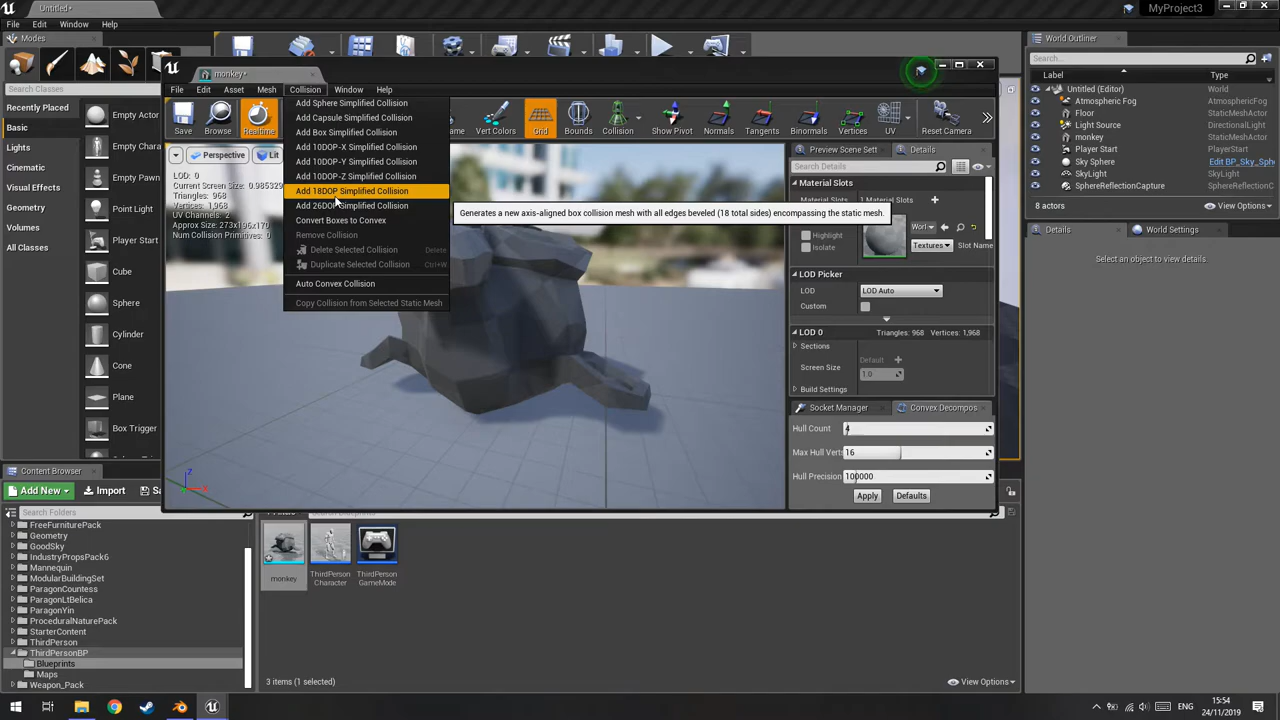 Untitled*
MyProject3
File Edit Window Help
Modes
Search Classes
Recently Placed
Basic
Lights
Cinematic
Visual Effects
Geometry
Volumes
All Classes
Empty Actor
Empty Chara
Empty Pawn
Point Light
Player Start
Cube
Sphere
Cylinder
Cone
Plane
Box Trigger
monkey*
File Edit Asset Mesh Collision Window Help
Save Browse Realtime
ame Vert Colors Grid Bounds Collision Show Pivot Normals Tangents Binormals Vertices UV Reset Camera
Perspective Lit
LOD: 0
Current Screen Size: 0.98532
Triangles: 968
Vertices: 1,968
UV Channels: 2
Approx Size: 273x196x170
Num Collision Primitives: 0
Add Sphere Simplified Collision
Add Capsule Simplified Collision
Add Box Simplified Collision
Add 10DOP-X Simplified Collision
Add 10DOP-Y Simplified Collision
Add 10DOP-Z Simplified Collision
Add 18DOP Simplified Collision
Add 26DOP Simplified Collision
Convert Boxes to Convex
Remove Collision
Delete Selected Collision Delete
Duplicate Selected Collision Ctrl+W
Auto Convex Collision
Copy Collision from Selected Static Mesh
Generates a new axis-aligned box collision mesh with all edges beveled (18 total sides) encompassing the static mesh.
Preview Scene Sett Details
Search Details
Material Slots 1 Material Slots
Highlight
Isolate
Worl
Textures
Slot Name
LOD Picker
LOD LOD Auto
Custom
LOD 0 Triangles: 968 Vertices: 1,968
Sections Default
Screen Size 1.0
Build Settings
Socket Manager Convex Decompos
Hull Count 4
Max Hull Verts 16
Hull Precision 100000
Apply Defaults
World Outliner
Search...
Label Type
Untitled (Editor) World
Atmospheric Fog AtmosphericFog
Floor StaticMeshActor
Light Source DirectionalLight
monkey StaticMeshActor
Player Start PlayerStart
Sky Sphere Edit BP_Sky_Sph
SkyLight SkyLight
SphereReflectionCapture SphereReflectionCapt
8 actors View Options
Details World Settings
Select an object to view details.
Content Browser
Add New Import Sa
Search Folders
Search Blueprints
FreeFurniturePack
Geometry
GoodSky
IndustryPropsPack6
Mannequin
ModularBuildingSet
ParagonCountess
ParagonLtBelica
ParagonYin
ProceduralNaturePack
StarterContent
ThirdPerson
ThirdPersonBP
Blueprints
Maps
Weapon_Pack
monkey
ThirdPerson
Character
ThirdPerson
GameMode
3 items (1 selected) View Options
X
Z
ENG
15:54
24/11/2019